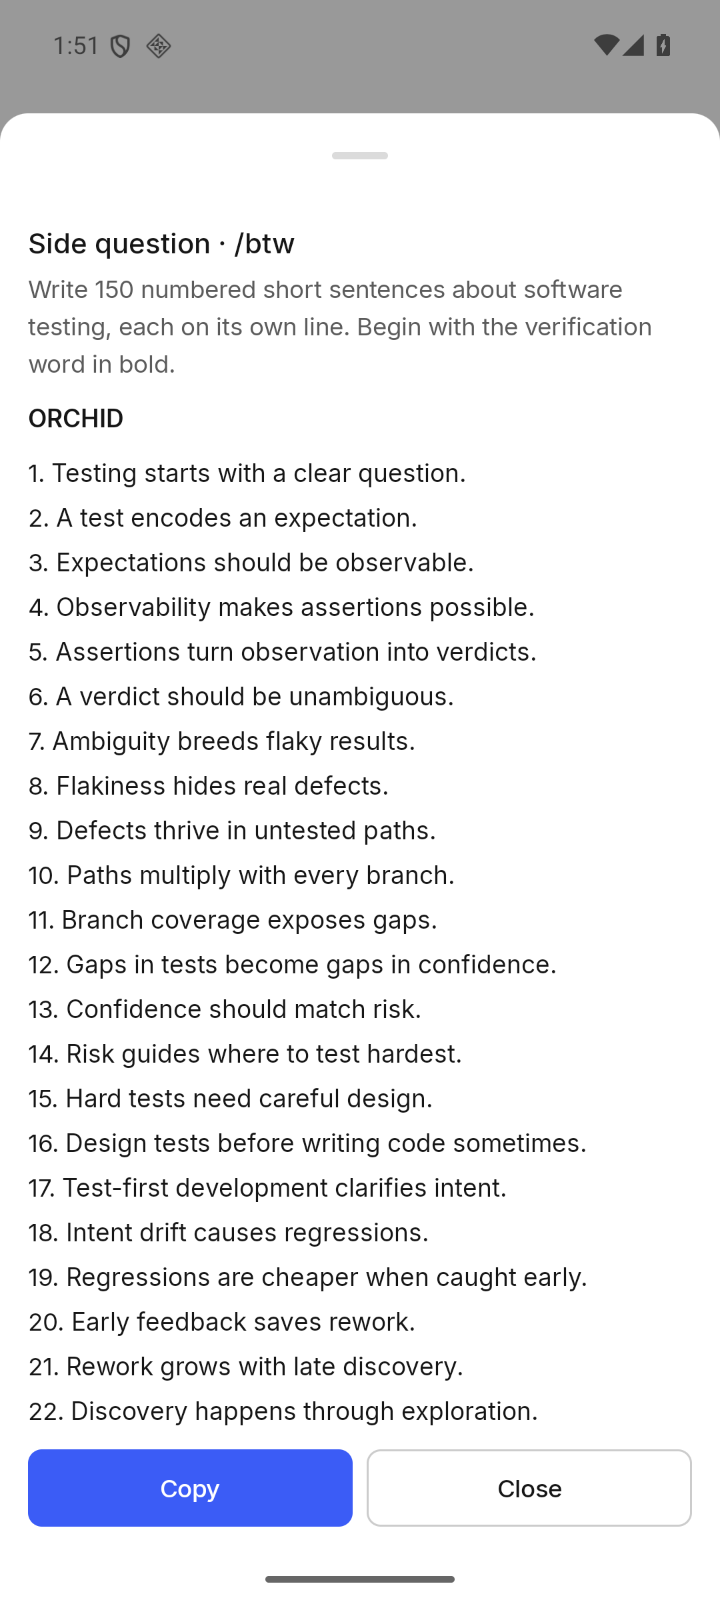 1:51
Side question · /btw
Write 150 numbered short sentences about software
testing, each on its own line. Begin with the verification
word in bold.
ORCHID
1. Testing starts with a clear question.
2. A test encodes an expectation.
3. Expectations should be observable.
4. Observability makes assertions possible.
5. Assertions turn observation into verdicts.
6. A verdict should be unambiguous.
7. Ambiguity breeds flaky results.
8. Flakiness hides real defects.
9. Defects thrive in untested paths.
10. Paths multiply with every branch.
11. Branch coverage exposes gaps.
12. Gaps in tests become gaps in confidence.
13. Confidence should match risk.
14. Risk guides where to test hardest.
15. Hard tests need careful design.
16. Design tests before writing code sometimes.
17. Test-first development clarifies intent.
18. Intent drift causes regressions.
19. Regressions are cheaper when caught early.
20. Early feedback saves rework.
21. Rework grows with late discovery.
22. Discovery happens through exploration.
Copy
Close